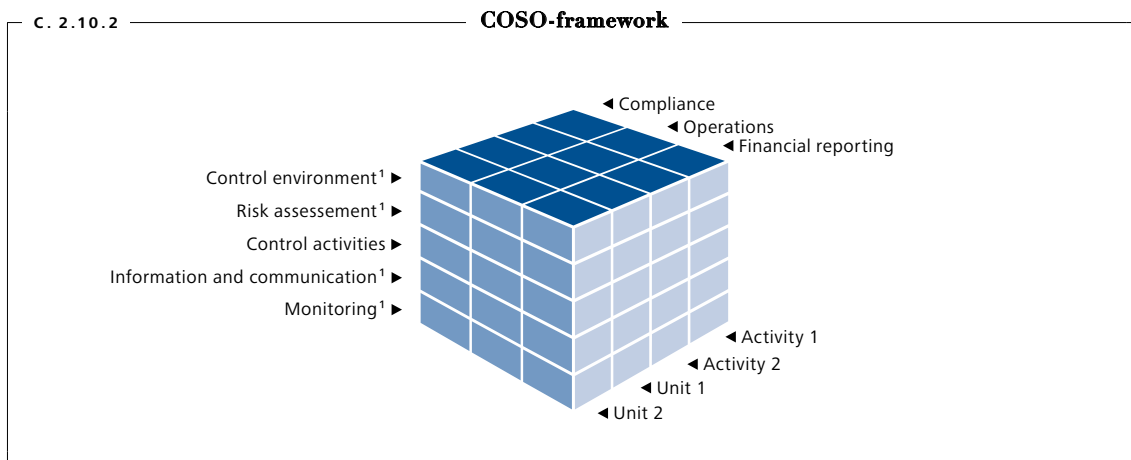 C. 2.10.2
COSO-framework
◄ Compliance
◄ Operations
◄ Financial reporting
Control environment¹ ►
Risk assessement¹ ►
Control activities ►
Information and communication¹ ►
Monitoring¹ ►
◄ Activity 1
◄ Activity 2
◄ Unit 1
◄ Unit 2